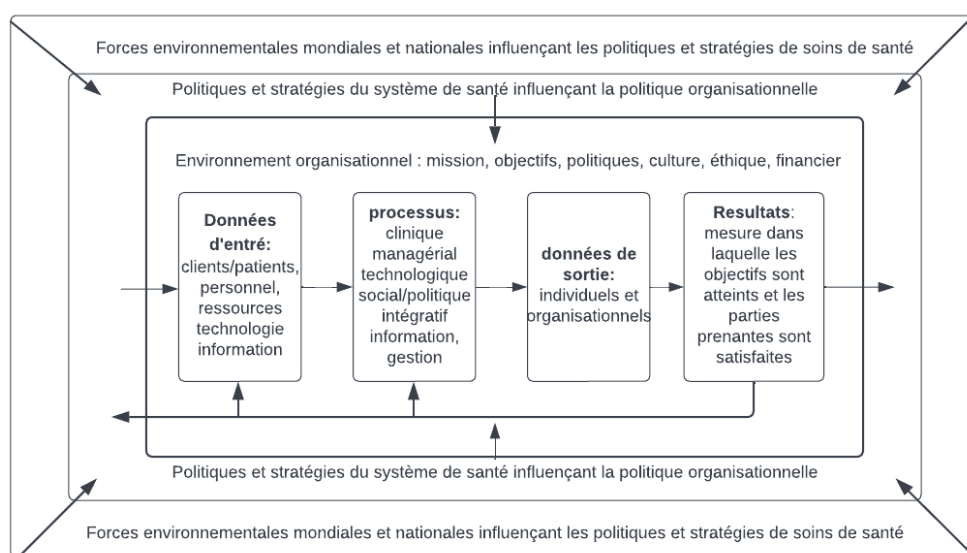 Forces environnementales mondiales et nationales influençant les politiques et stratégies de soins de santé
Politiques et stratégies du système de santé influençant la politique organisationnelle
Environnement organisationnel : mission, objectifs, politiques, culture, éthique, financier
Données
d'entré:
clients/patients,
personnel,
ressources
technologie
information
processus:
clinique
managérial
technologique
social/politique
intégratif
information,
gestion
données de
sortie:
individuels et
organisationnels
Resultats:
mesure dans
laquelle les
objectifs sont
atteints et les
parties
prenantes sont
satisfaites
Politiques et stratégies du système de santé influençant la politique organisationnelle
Forces environnementales mondiales et nationales influençant les politiques et stratégies de soins de santé